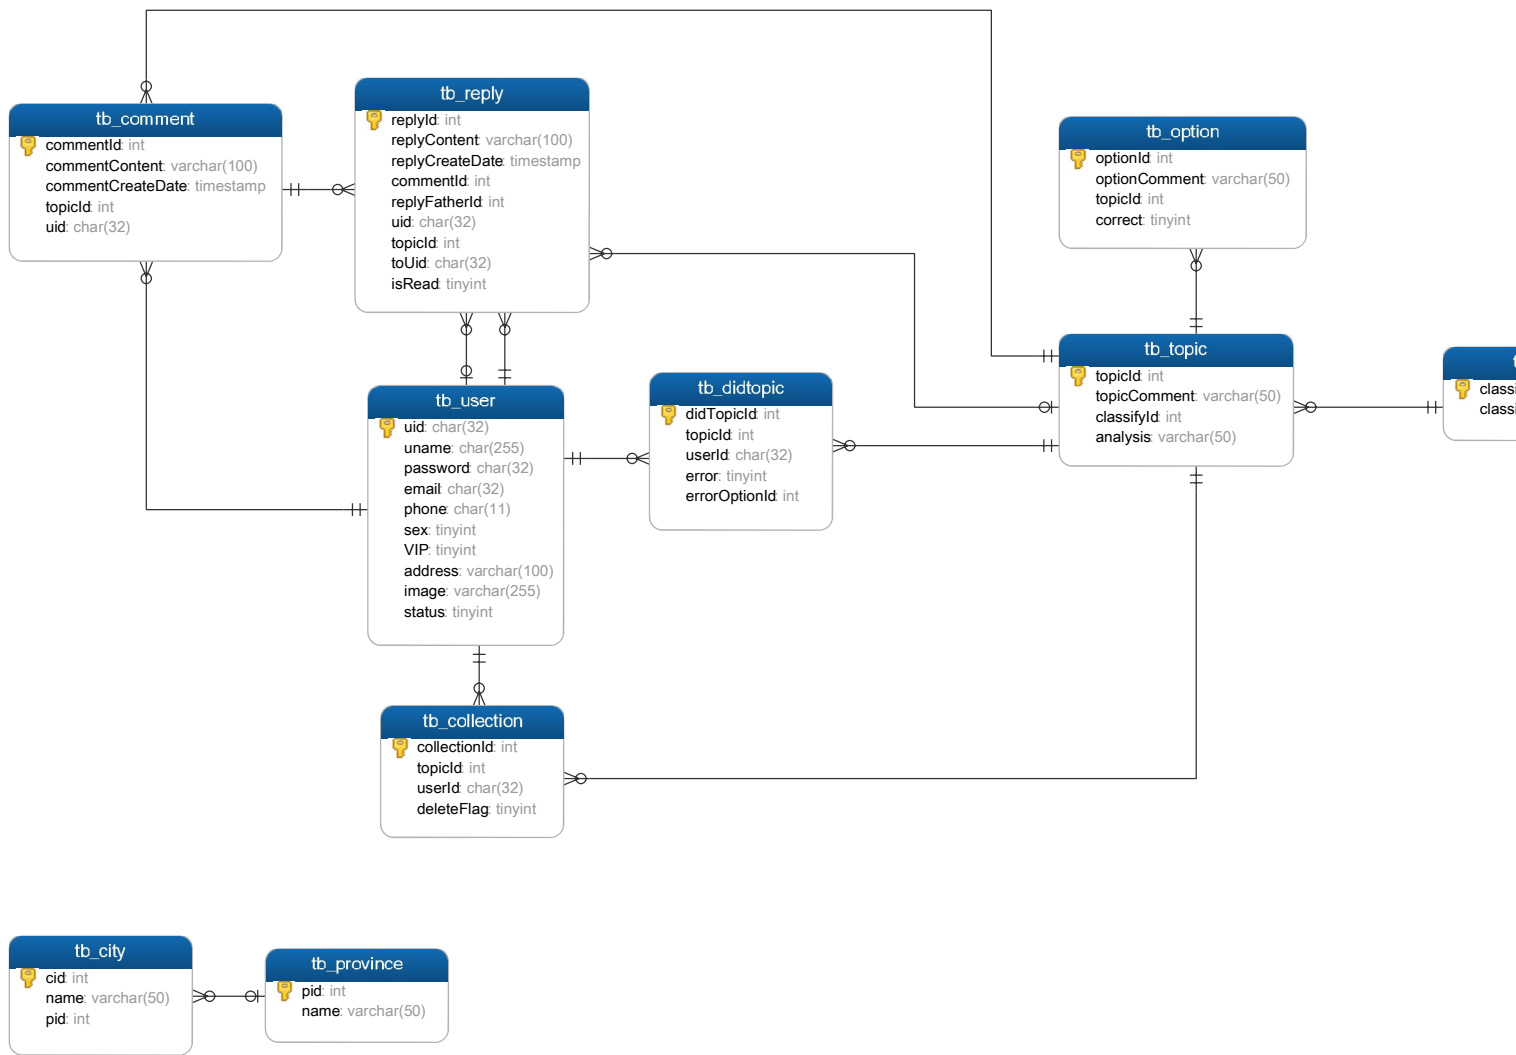 tb_comment
commentId: int
commentContent: varchar(100)
commentCreateDate: timestamp
topicId: int
uid: char(32)
tb_reply
replyId: int
replyContent: varchar(100)
replyCreateDate: timestamp
commentId: int
replyFatherId: int
uid: char(32)
topicId: int
toUid: char(32)
isRead: tinyint
tb_option
optionId: int
optionComment: varchar(50)
topicId: int
correct: tinyint
tb_user
uid: char(32)
uname: char(255)
password: char(32)
email: char(32)
phone: char(11)
sex: tinyint
VIP: tinyint
address: varchar(100)
image: varchar(255)
status: tinyint
tb_didtopic
didTopicId: int
topicId: int
userId: char(32)
error: tinyint
errorOptionId: int
tb_topic
topicId: int
topicComment: varchar(50)
classifyId: int
analysis: varchar(50)
tb_collection
collectionId: int
topicId: int
userId: char(32)
deleteFlag: tinyint
tb_city
cid: int
name: varchar(50)
pid: int
tb_province
pid: int
name: varchar(50)